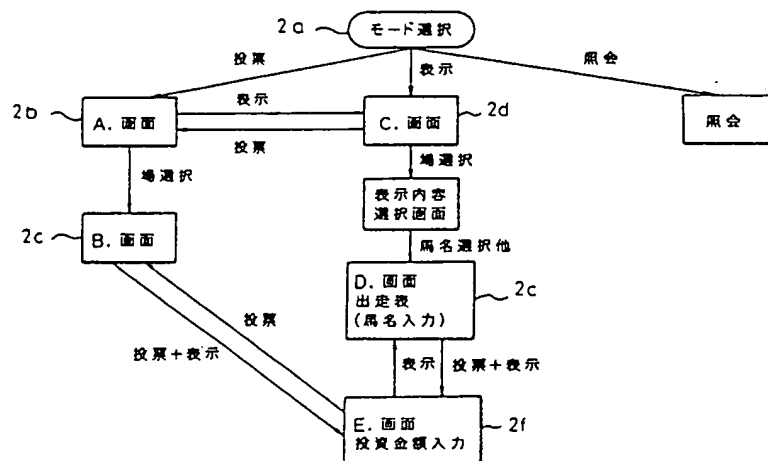 2a
モード選択
投票
表示
照会
2b
A. 画面
表示
投票
C. 画面
2d
照会
場選択
場選択
表示内容
選択画面
2c
B. 画面
馬名選択他
D. 画面
出走表
(馬名入力)
2c
投票
投票+表示
表示
投票+表示
E. 画面
投資金額入力
2f